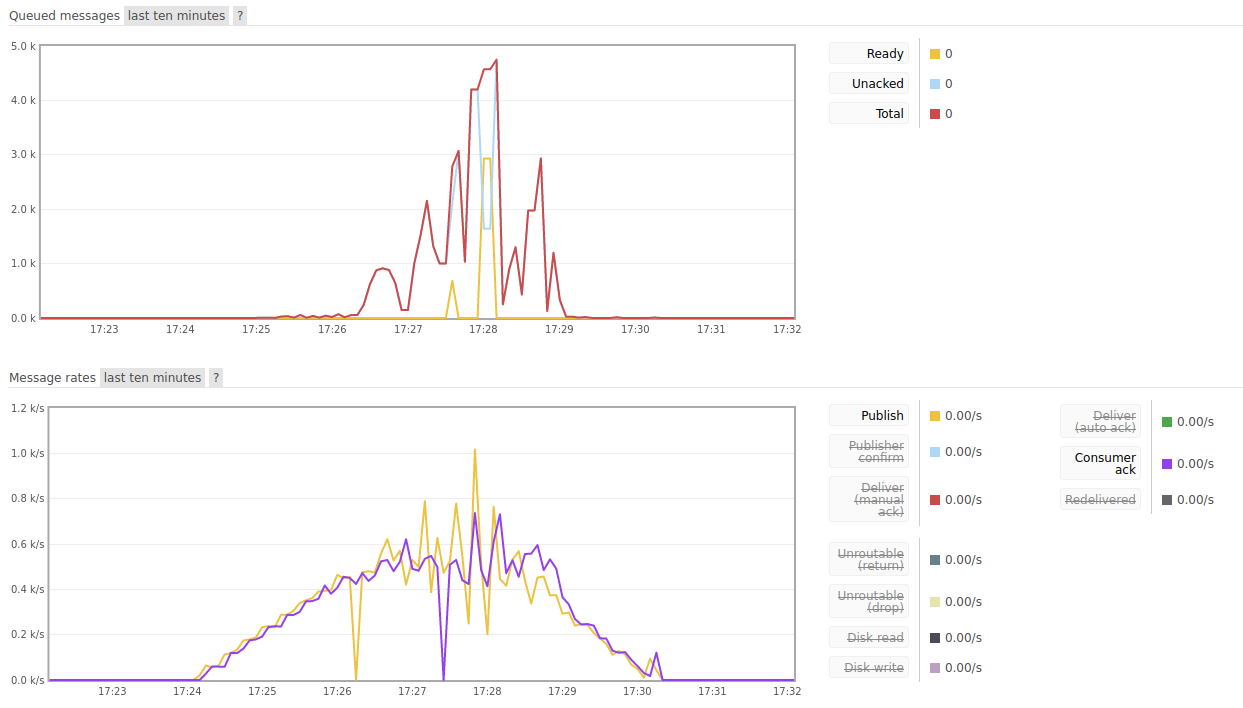 Queued messages last ten minutes ?
5.0 k
4.0 k
3.0 k
2.0 k
1.0 k
0.0 k
17:23 17:24 17:25 17:26 17:27 17:28 17:29 17:30 17:31 17:32
Ready 0
Unacked 0
Total 0
Message rates last ten minutes ?
1.2 k/s
1.0 k/s
0.8 k/s
0.6 k/s
0.4 k/s
0.2 k/s
0.0 k/s
17:23 17:24 17:25 17:26 17:27 17:28 17:29 17:30 17:31 17:32
Publish 0.00/s
Publisher
confirm 0.00/s
Deliver
(manual
ack) 0.00/s
Deliver
(auto ack) 0.00/s
Consumer
ack 0.00/s
Redelivered 0.00/s
Unroutable
(return) 0.00/s
Unroutable
(drop) 0.00/s
Disk read 0.00/s
Disk write 0.00/s